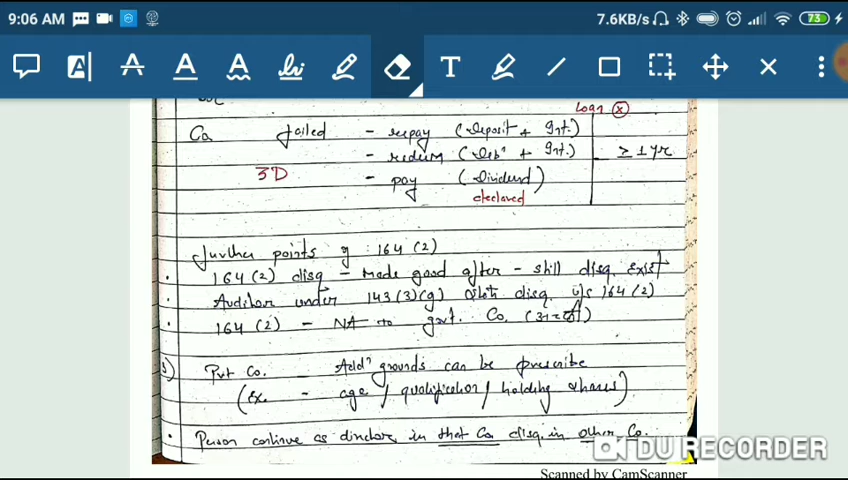 9:06 AM 7.6KB/s 73
A A A T
Loan x
Co failed - repay (Deposit + Int.)
- redeem (Deb' + Int.) ≥ 1 yr
3D - pay (Dividend)
declared
further points of 164(2)
164(2) disq - Made good after - still disq. exist
Auditor under 143(3)(g) disq. u/s 164(2)
164(2) - NA to govt. Co.
3) Pvt Co. - Addn grounds can be prescribe
(Ex. - age / qualification / holding shares)
Person continue as director in that Co disq. in other Co.
DU RECORDER
Scanned by CamScanner